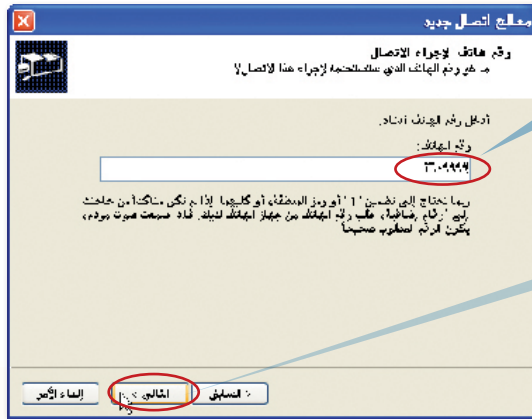 معالج اتصال جديد
رقم هاتف لإجراء الاتصال
ما هو رقم الهاتف الذي ستستخدمه لإجراء هذا الاتصال؟
أدخل رقم الهاتف أدناه.
رقم الهاتف:
ربما تحتاج إلى تضمين "1" أو رمز المنطقة، أو كليهما. إذا لم تكن متأكداً من حاجتك
إلى أرقام إضافية، طلب رقم الهاتف من جهاز الهاتف لديك. فإذا سمعت صوت مودم،
يكون الرقم المطلوب صحيحاً
< السابق
التالي >
إلغاء الأمر